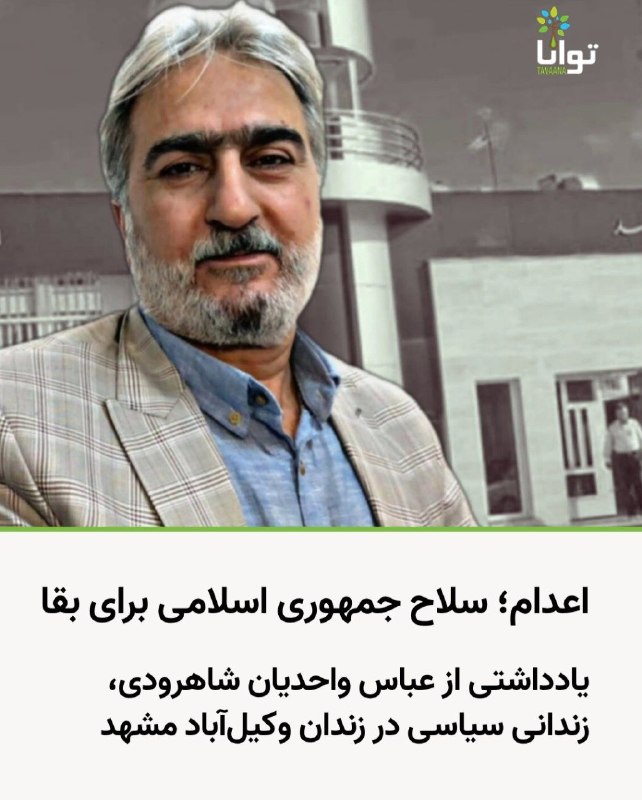 توانا
TAVAANA
اعدام؛ سلاح جمهوری اسلامی برای بقا
یادداشتی از عباس واحدیان شاهرودی،
زندانی سیاسی در زندان وکیل‌آباد مشهد